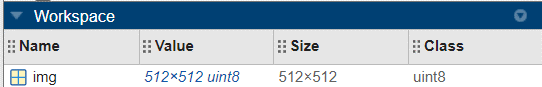 Workspace
Name Value Size Class
img 512×512 uint8 512×512 uint8